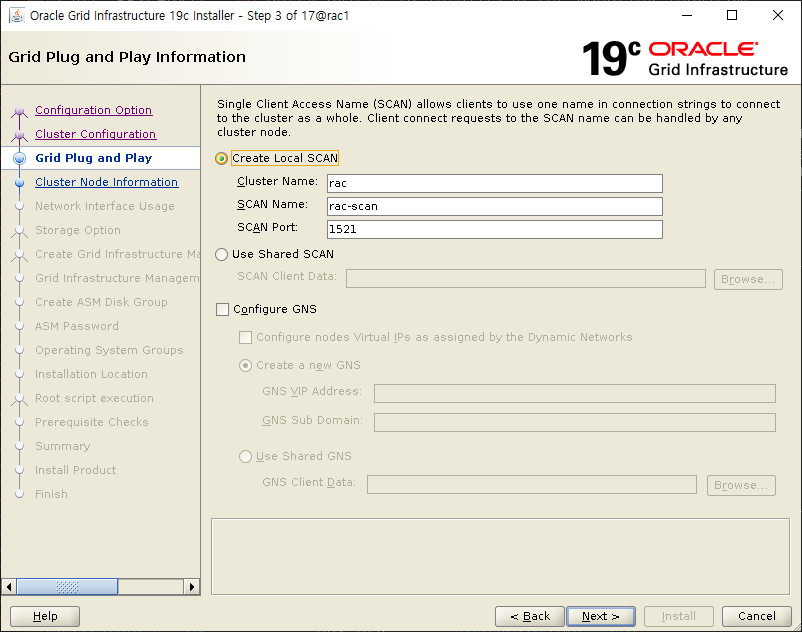 Oracle Grid Infrastructure 19c Installer - Step 3 of 17@rac1
Grid Plug and Play Information
19c ORACLE
Grid Infrastructure
Configuration Option
Cluster Configuration
Grid Plug and Play
Cluster Node Information
Network Interface Usage
Storage Option
Create Grid Infrastructure Ma
Grid Infrastructure Managem
Create ASM Disk Group
ASM Password
Operating System Groups
Installation Location
Root script execution
Prerequisite Checks
Summary
Install Product
Finish
Single Client Access Name (SCAN) allows clients to use one name in connection strings to connect
to the cluster as a whole. Client connect requests to the SCAN name can be handled by any
cluster node.
Create Local SCAN
Cluster Name: rac
SCAN Name: rac-scan
SCAN Port: 1521
Use Shared SCAN
SCAN Client Data: Browse...
Configure GNS
Configure nodes Virtual IPs as assigned by the Dynamic Networks
Create a new GNS
GNS VIP Address:
GNS Sub Domain:
Use Shared GNS
GNS Client Data: Browse...
Help < Back Next > Install Cancel